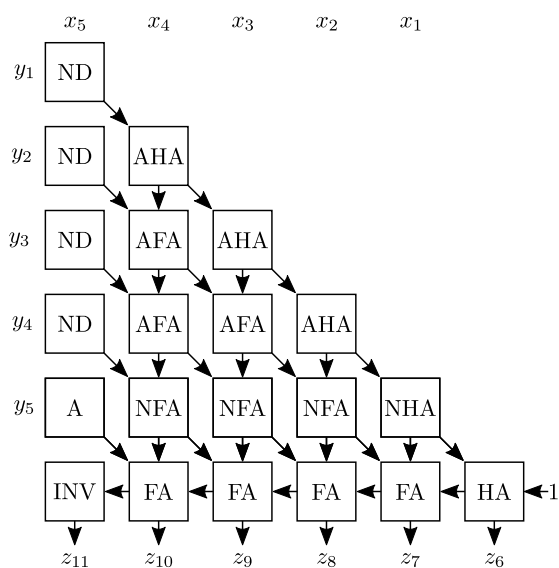 x5 x4 x3 x2 x1
y1 ND
y2 ND AHA
y3 ND AFA AHA
y4 ND AFA AFA AHA
y5 A NFA NFA NFA NHA
INV FA FA FA FA HA 1
z11 z10 z9 z8 z7 z6